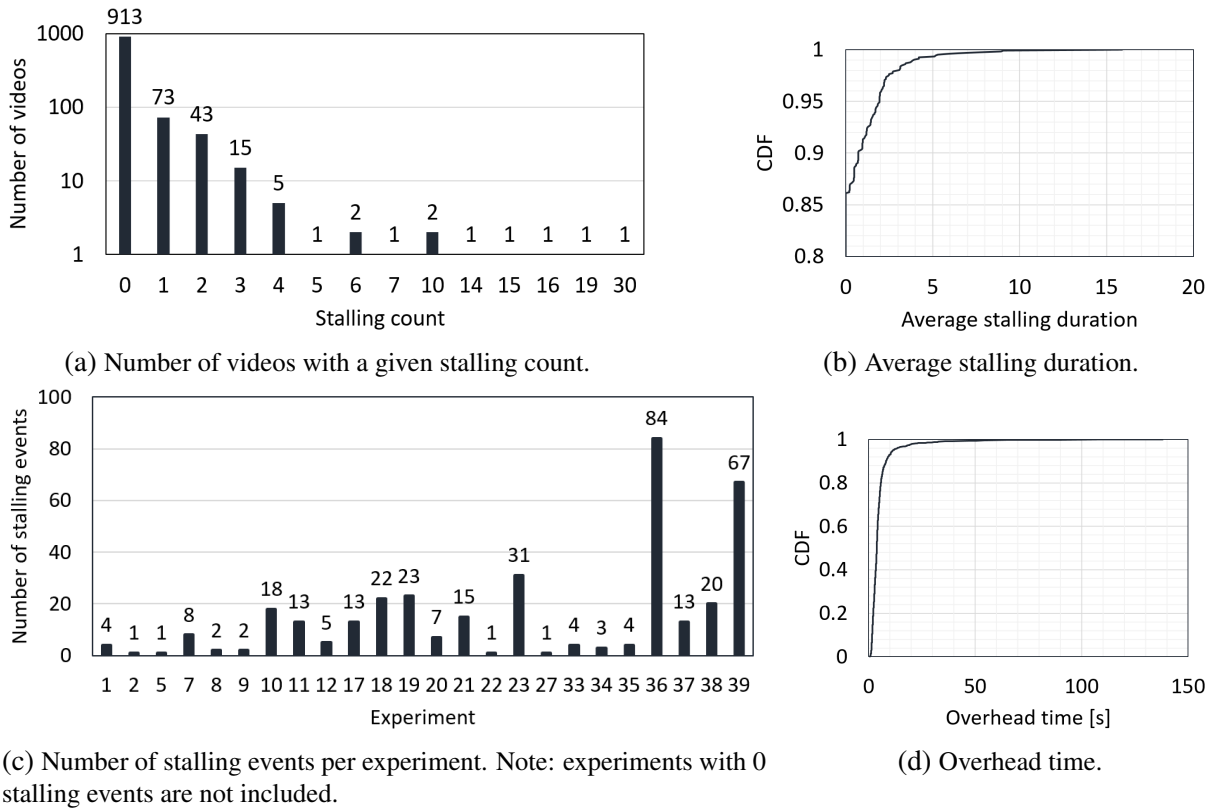 913
1000
100
10
1
73
43
15
5
1
2
1
2
1
1
1
1
1
0 1 2 3 4 5 6 7 10 14 15 16 19 30
Number of videos
Stalling count
(a) Number of videos with a given stalling count.
1
0.95
0.9
0.85
0.8
CDF
0 5 10 15 20
Average stalling duration
(b) Average stalling duration.
100
80
60
40
20
0
Number of stalling events
4 1 1 8 2 2 18 13 5 13 22 23 7 15 1 31 1 4 3 4 84 13 20 67
1 2 5 7 8 9 10 11 12 17 18 19 20 21 22 23 27 33 34 35 36 37 38 39
Experiment
(c) Number of stalling events per experiment. Note: experiments with 0
stalling events are not included.
1
0.8
0.6
0.4
0.2
0
CDF
0 50 100 150
Overhead time [s]
(d) Overhead time.